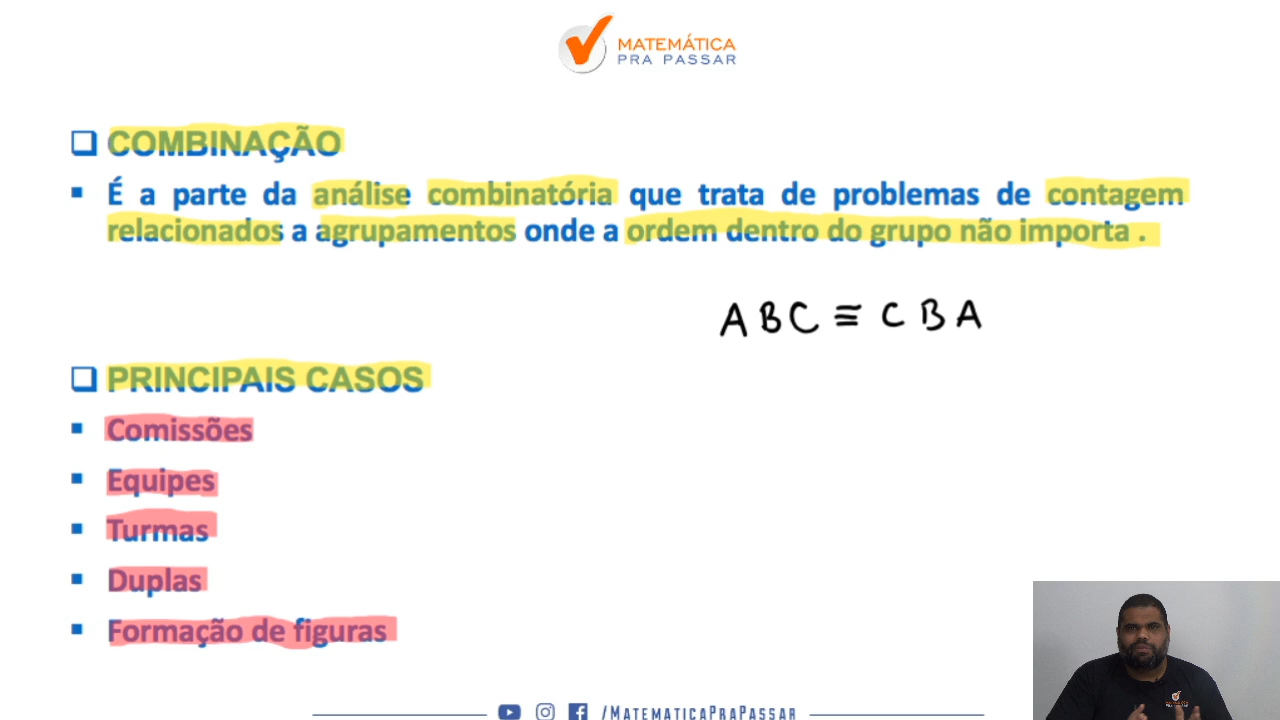 MATEMÁTICA
PRA PASSAR
COMBINAÇÃO
É a parte da análise combinatória que trata de problemas de contagem
relacionados a agrupamentos onde a ordem dentro do grupo não importa .
ABC ≅ CBA
PRINCIPAIS CASOS
Comissões
Equipes
Turmas
Duplas
Formação de figuras
/MATEMATICAPRAPASSAR